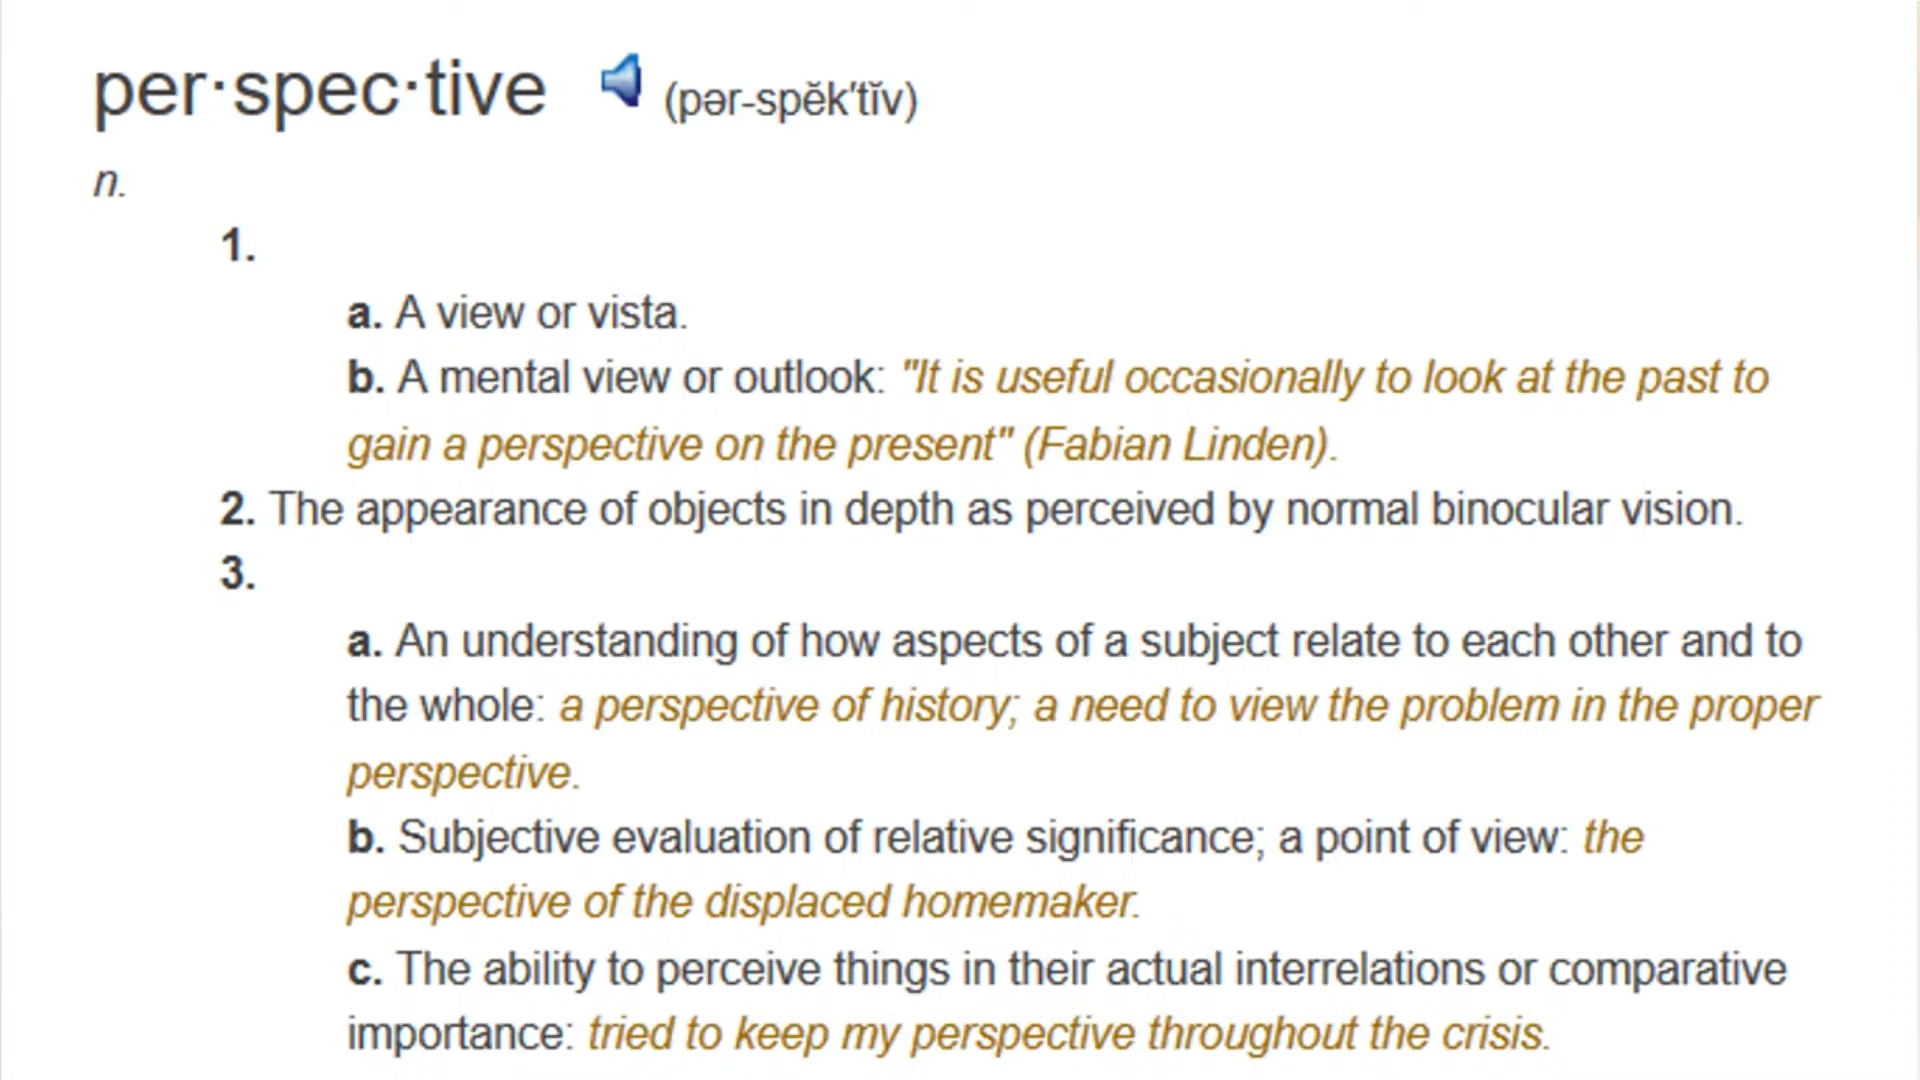 per·spec·tive (pər-spĕk′tĭv)
n.
1.
a. A view or vista.
b. A mental view or outlook: "It is useful occasionally to look at the past to
gain a perspective on the present" (Fabian Linden).
2. The appearance of objects in depth as perceived by normal binocular vision.
3.
a. An understanding of how aspects of a subject relate to each other and to
the whole: a perspective of history; a need to view the problem in the proper
perspective.
b. Subjective evaluation of relative significance; a point of view: the
perspective of the displaced homemaker.
c. The ability to perceive things in their actual interrelations or comparative
importance: tried to keep my perspective throughout the crisis.